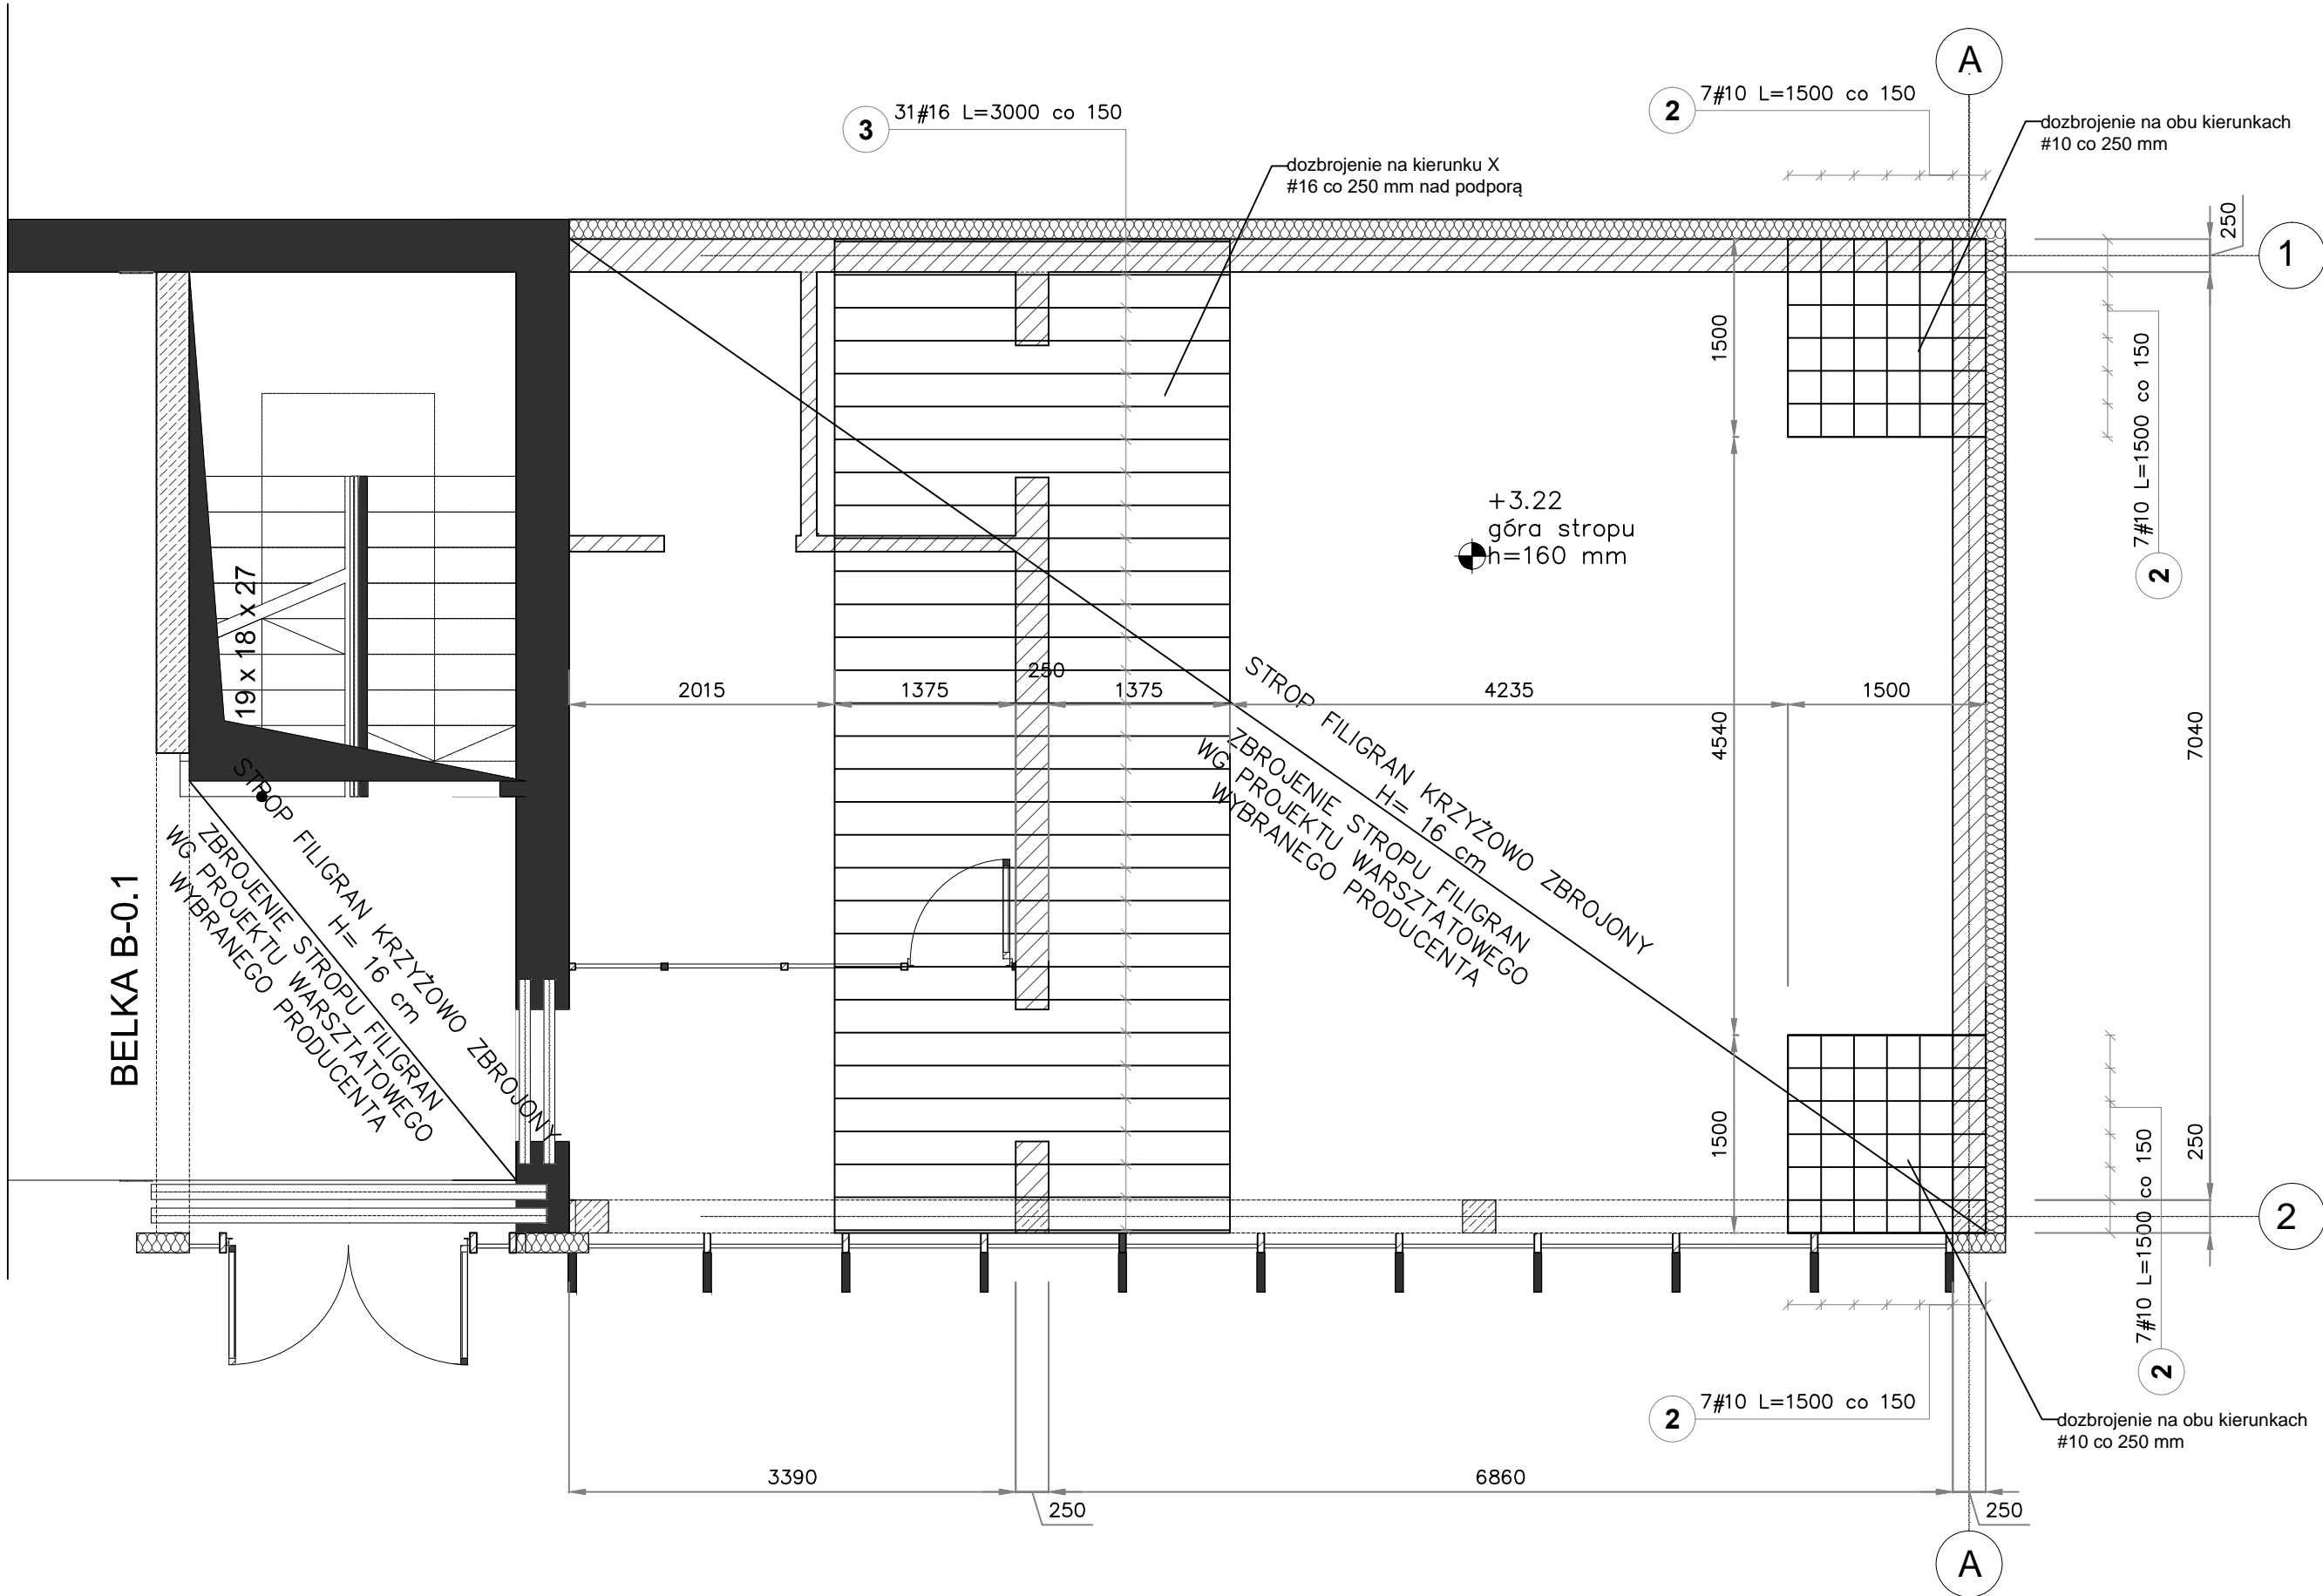 A
2
7#10 L=1500 co 150
3
31#16 L=3000 co 150
dozbrojenie na obu kierunkach
#10 co 250 mm
dozbrojenie na kierunku X
#16 co 250 mm nad podporą
250
1
1500
7#10 L=1500 co 150
2
+3.22
góra stropu
h=160 mm
19 x 18 x 27
2015
1375
250
1375
4235
1500
4540
7040
STROP FILIGRAN KRZYŻOWO ZBROJONY
H= 16 cm
ZBROJENIE STROPU FILIGRAN
WG PROJEKTU WARSZTATOWEGO
WYBRANEGO PRODUCENTA
STROP FILIGRAN KRZYŻOWO ZBROJONY
H= 16 cm
ZBROJENIE STROPU FILIGRAN
WG PROJEKTU WARSZTATOWEGO
WYBRANEGO PRODUCENTA
BELKA B-0.1
1500
250
7#10 L=1500 co 150
2
2
2
7#10 L=1500 co 150
dozbrojenie na obu kierunkach
#10 co 250 mm
3390
250
6860
250
A